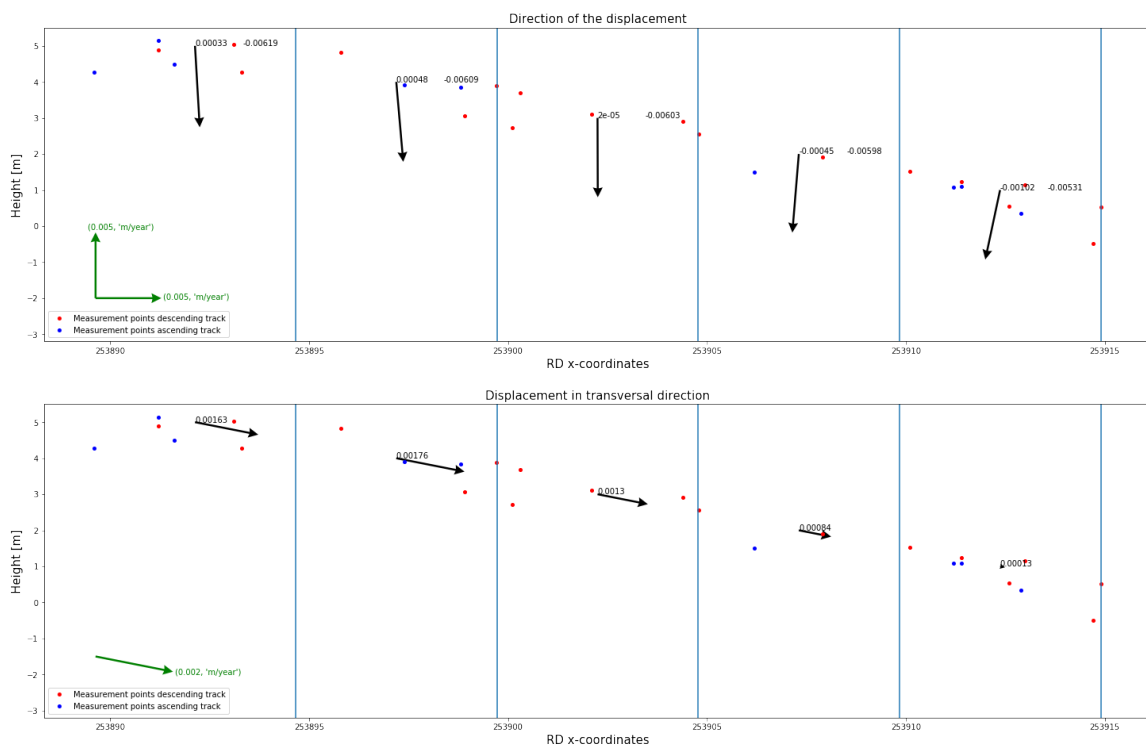 Direction of the displacement
Height [m]
5
4
3
2
1
0
−1
−2
−3
0.00033 -0.00619
0.00048 -0.00609
2e-05 -0.00603
-0.00045 -0.00598
-0.00102 -0.00531
(0.005, 'm/year')
(0.005, 'm/year')
Measurement points descending track
Measurement points ascending track
253890 253895 253900 253905 253910 253915
RD x-coordinates
Displacement in transversal direction
Height [m]
5
4
3
2
1
0
−1
−2
−3
0.00163
0.00176
0.0013
0.00084
0.00013
(0.002, 'm/year')
Measurement points descending track
Measurement points ascending track
253890 253895 253900 253905 253910 253915
RD x-coordinates